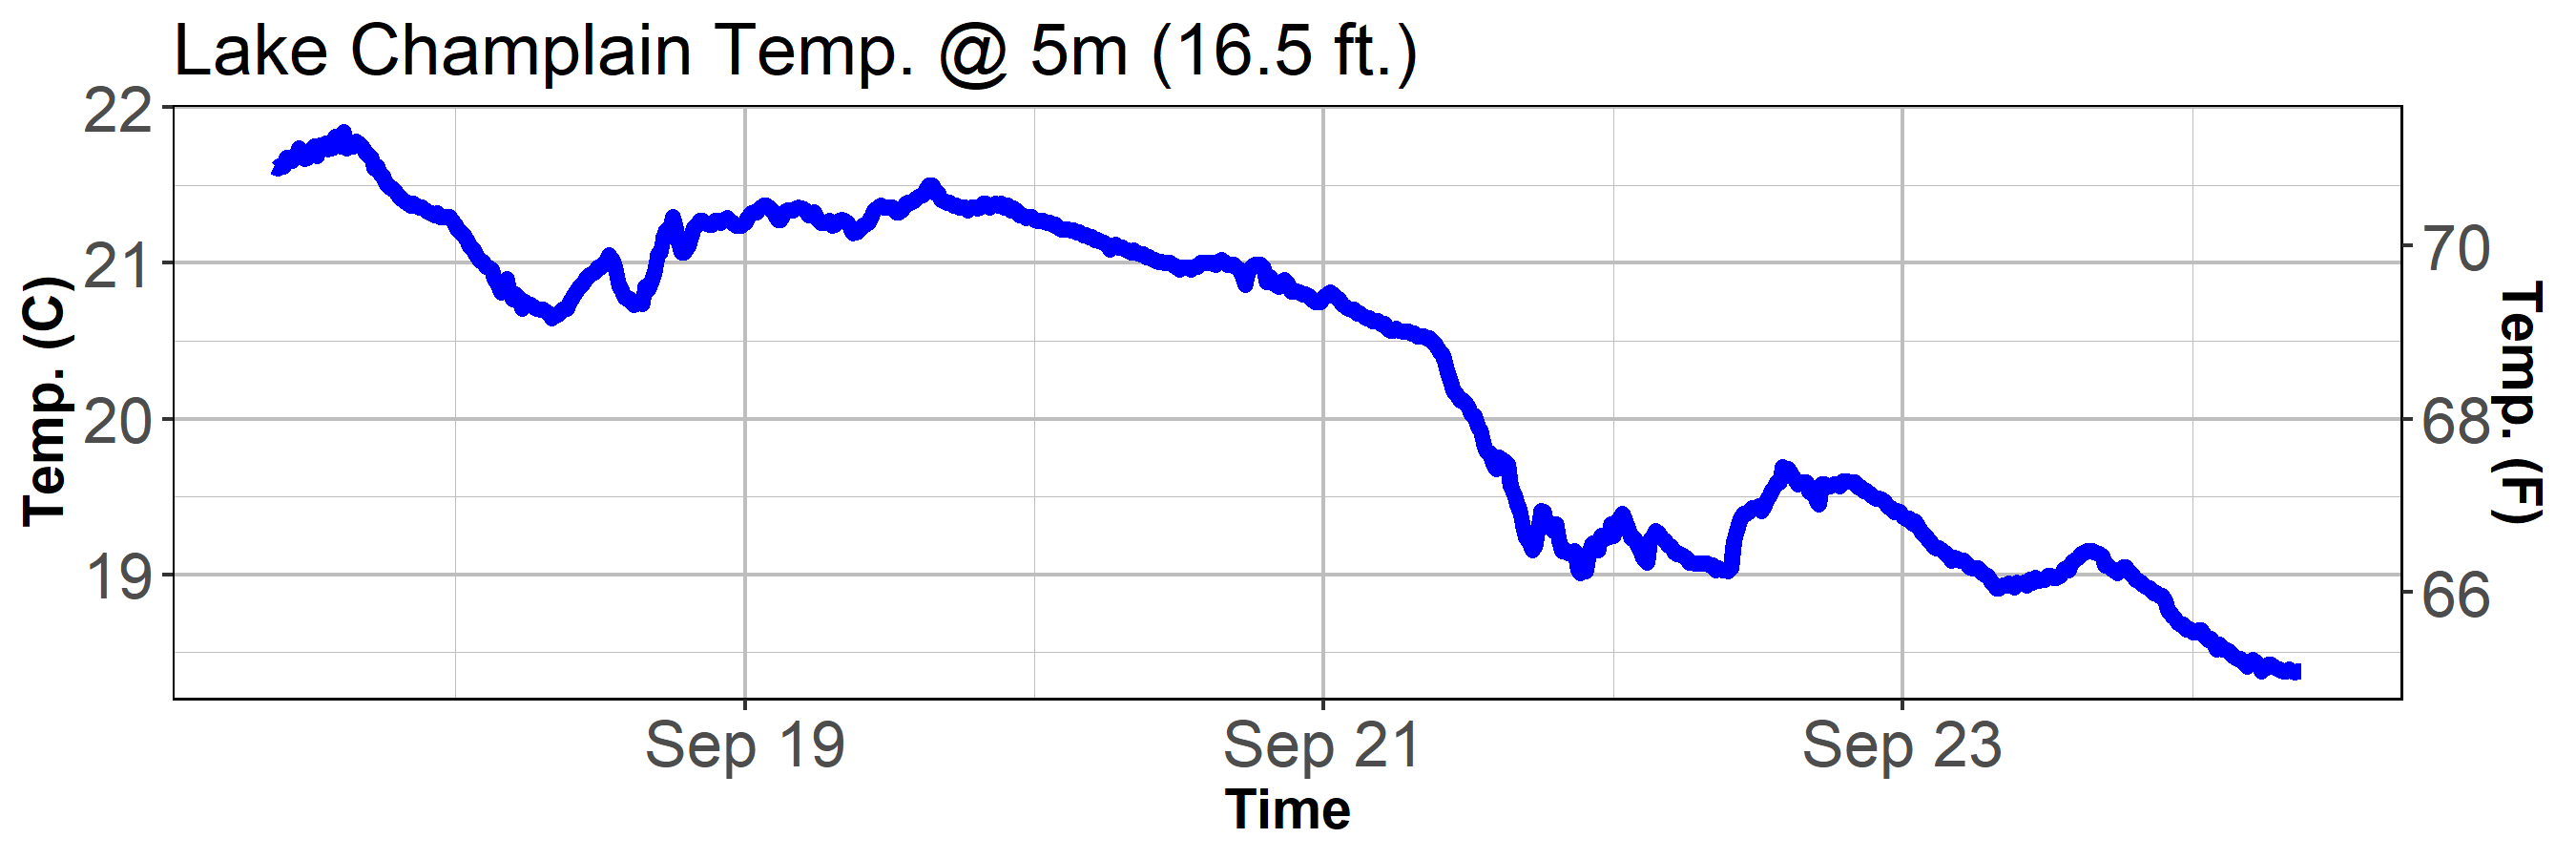 Lake Champlain Temp. @ 5m (16.5 ft.)
22
21
20
19
Temp. (C)
70
68
66
Temp. (F)
Sep 19
Sep 21
Sep 23
Time